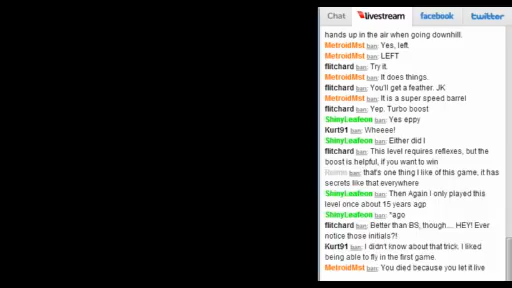 Chat livestream facebook twitter
hands up in the air when going downhill.
MetroidMst ban: Yes, left.
MetroidMst ban: LEFT
flitchard ban: Try it.
MetroidMst ban: It does things.
flitchard ban: You'll get a feather. JK
MetroidMst ban: It is a super speed barrel
flitchard ban: Yep. Turbo boost
ShinyLeafeon ban: Yes eppy
Kurt91 ban: Wheeee!
ShinyLeafeon ban: Either did I
flitchard ban: This level requires reflexes, but the
boost is helpful, if you want to win
ban: that's one thing I like of this game, it has
secrets like that everywhere
ShinyLeafeon ban: Then Again I only played this
level once about 15 years agp
ShinyLeafeon ban: *ago
flitchard ban: Better than BS, though.... HEY! Ever
notice those initials?!
Kurt91 ban: I didn't know about that trick. I liked
being able to fly in the first game.
MetroidMst ban: You died because you let it live